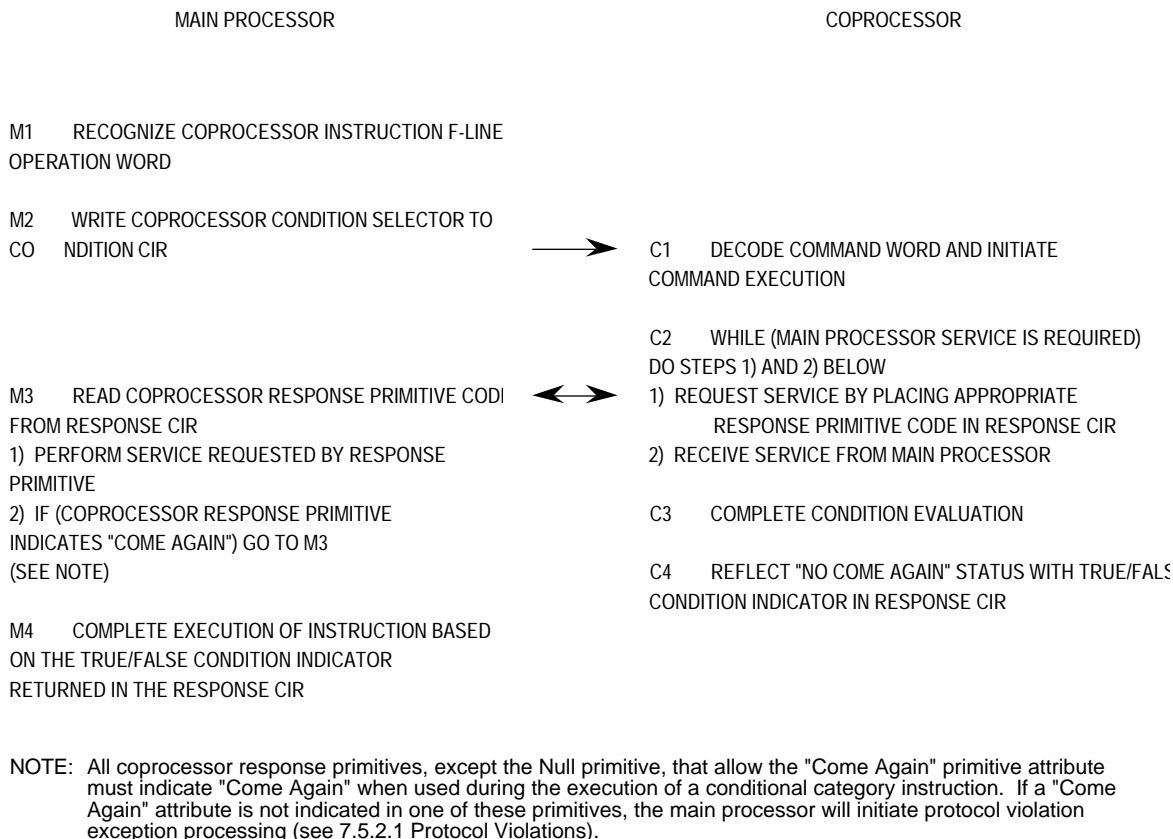 MAIN PROCESSOR
COPROCESSOR
M1 RECOGNIZE COPROCESSOR INSTRUCTION F-LINE
OPERATION WORD
M2 WRITE COPROCESSOR CONDITION SELECTOR TO
CO NDITION CIR
C1 DECODE COMMAND WORD AND INITIATE
COMMAND EXECUTION
C2 WHILE (MAIN PROCESSOR SERVICE IS REQUIRED)
DO STEPS 1) AND 2) BELOW
M3 READ COPROCESSOR RESPONSE PRIMITIVE COD
FROM RESPONSE CIR
1) PERFORM SERVICE REQUESTED BY RESPONSE
PRIMITIVE
2) IF (COPROCESSOR RESPONSE PRIMITIVE
INDICATES "COME AGAIN") GO TO M3
(SEE NOTE)
1) REQUEST SERVICE BY PLACING APPROPRIATE
RESPONSE PRIMITIVE CODE IN RESPONSE CIR
2) RECEIVE SERVICE FROM MAIN PROCESSOR
C3 COMPLETE CONDITION EVALUATION
C4 REFLECT "NO COME AGAIN" STATUS WITH TRUE/FALS
CONDITION INDICATOR IN RESPONSE CIR
M4 COMPLETE EXECUTION OF INSTRUCTION BASED
ON THE TRUE/FALSE CONDITION INDICATOR
RETURNED IN THE RESPONSE CIR
NOTE: All coprocessor response primitives, except the Null primitive, that allow the "Come Again" primitive attribute
must indicate "Come Again" when used during the execution of a conditional category instruction. If a "Come
Again" attribute is not indicated in one of these primitives, the main processor will initiate protocol violation
exception processing (see 7.5.2.1 Protocol Violations).